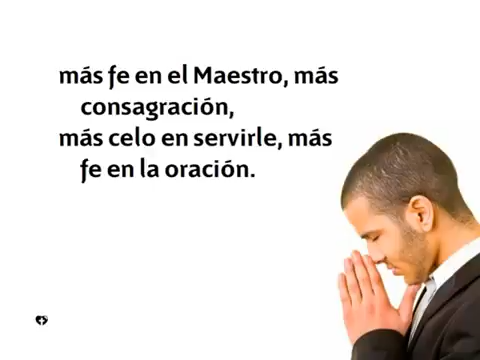 más fe en el Maestro, más
consagración,
más celo en servirle, más
fe en la oración.